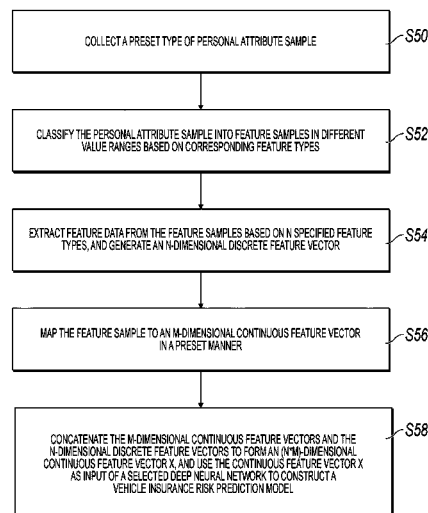 COLLECT A PRESET TYPE OF PERSONAL ATTRIBUTE SAMPLE
S50
CLASSIFY THE PERSONAL ATTRIBUTE SAMPLE INTO FEATURE SAMPLES IN DIFFERENT
VALUE RANGES BASED ON CORRESPONDING FEATURE TYPES
S52
EXTRACT FEATURE DATA FROM THE FEATURE SAMPLES BASED ON N SPECIFIED FEATURE
TYPES, AND GENERATE AN N-DIMENSIONAL DISCRETE FEATURE VECTOR
S54
MAP THE FEATURE SAMPLE TO AN M-DIMENSIONAL CONTINUOUS FEATURE VECTOR
IN A PRESET MANNER
S56
CONCATENATE THE M-DIMENSIONAL CONTINUOUS FEATURE VECTORS AND THE
N-DIMENSIONAL DISCRETE FEATURE VECTORS TO FORM AN (N*M)-DIMENSIONAL
CONTINUOUS FEATURE VECTOR X, AND USE THE CONTINUOUS FEATURE VECTOR X
AS INPUT OF A SELECTED DEEP NEURAL NETWORK TO CONSTRUCT A
VEHICLE INSURANCE RISK PREDICTION MODEL
S58